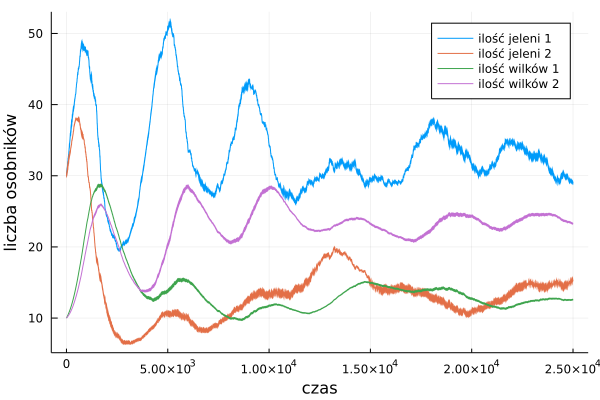 50
40
30
20
10
0
5.00×10³
1.00×10⁴
1.50×10⁴
2.00×10⁴
2.50×10⁴
liczba osobników
czas
ilość jeleni 1
ilość jeleni 2
ilość wilków 1
ilość wilków 2